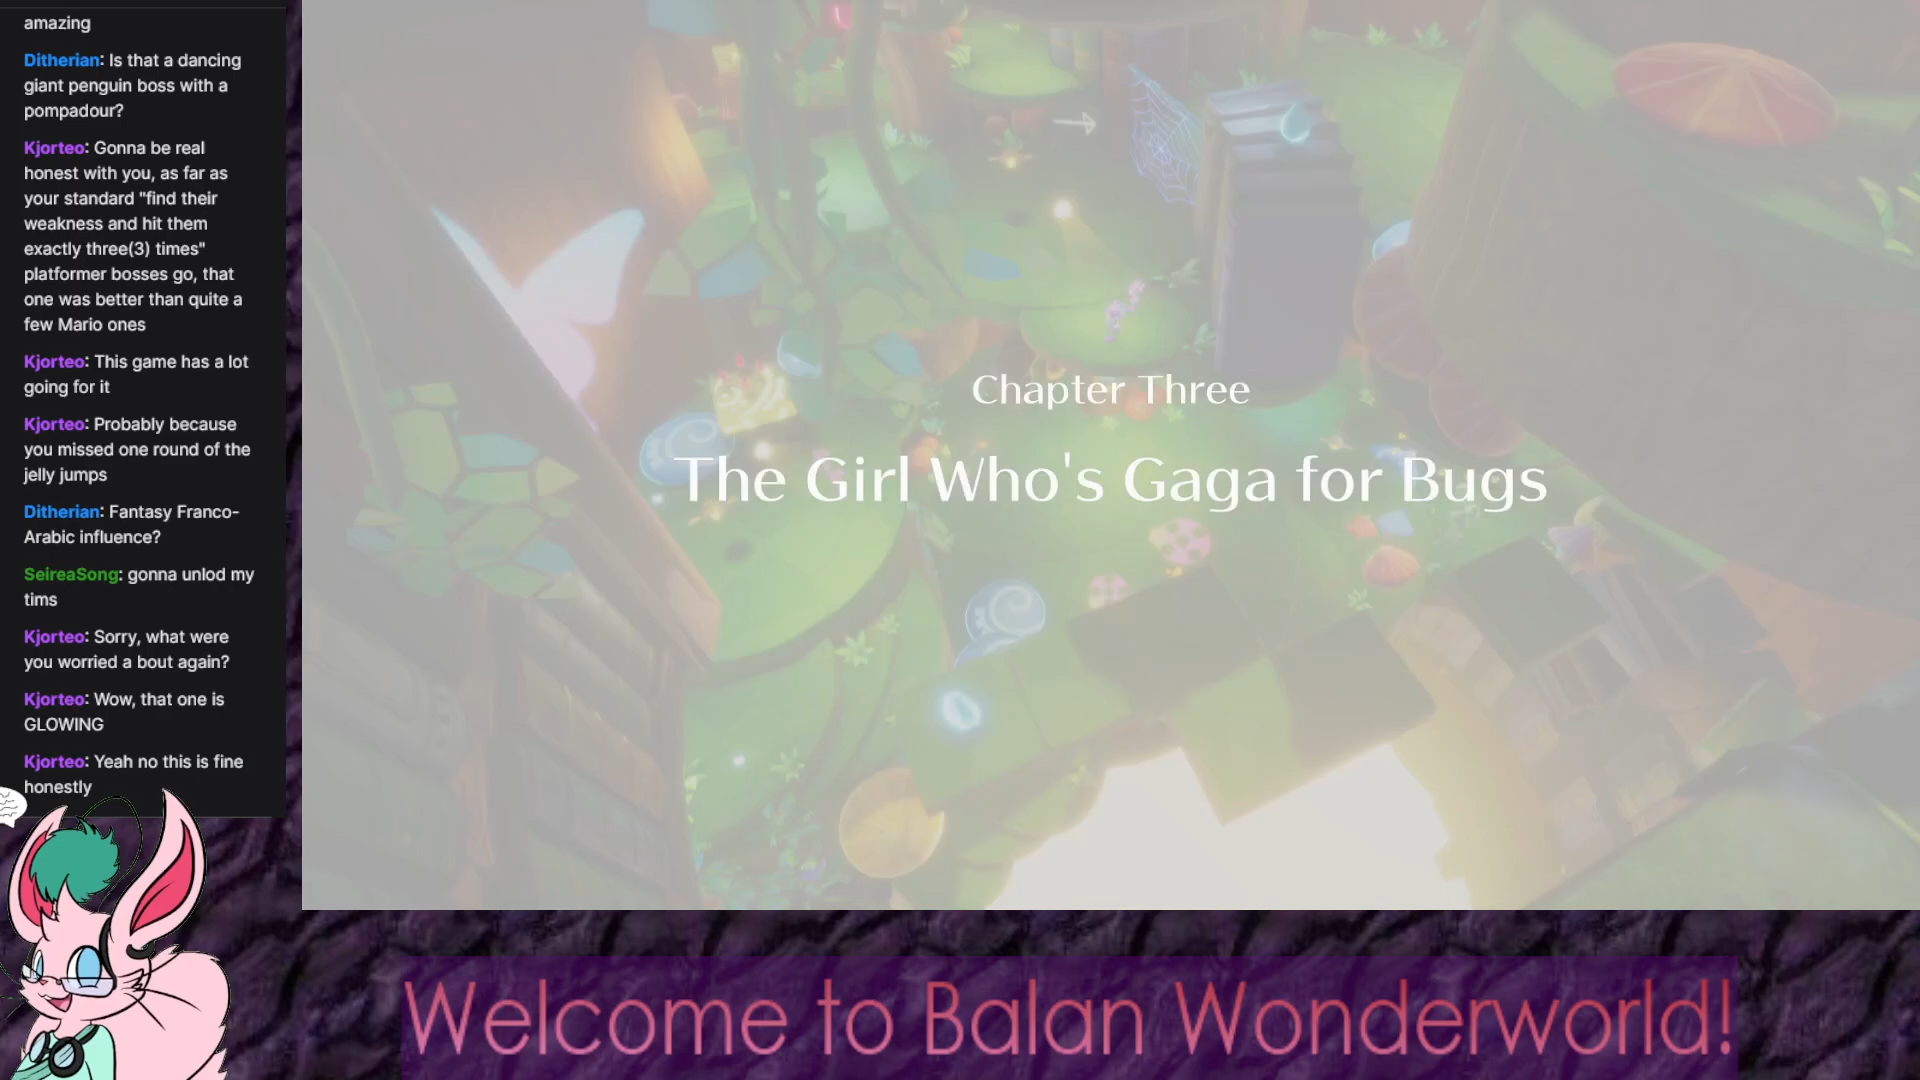 amazing
Ditherian: Is that a dancing
giant penguin boss with a
pompadour?
Kjorteo: Gonna be real
honest with you, as far as
your standard "find their
weakness and hit them
exactly three(3) times"
platformer bosses go, that
one was better than quite a
few Mario ones
Kjorteo: This game has a lot
going for it
Kjorteo: Probably because
you missed one round of the
jelly jumps
Ditherian: Fantasy Franco-
Arabic influence?
SeireaSong: gonna unlod my
tims
Kjorteo: Sorry, what were
you worried a bout again?
Kjorteo: Wow, that one is
GLOWING
Kjorteo: Yeah no this is fine
honestly
Chapter Three
The Girl Who's Gaga for Bugs
Welcome to Balan Wonderworld!